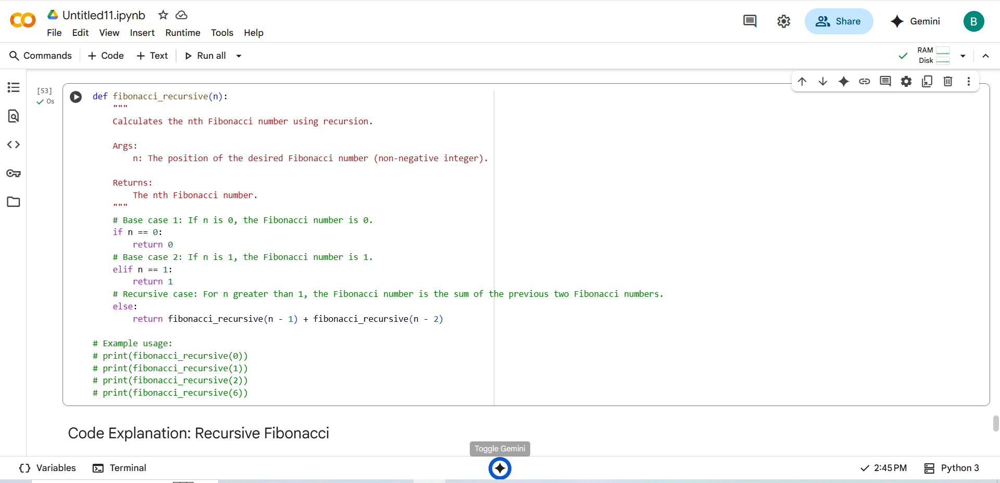 Untitled11.ipynb
File Edit View Insert Runtime Tools Help
Share
Gemini
B
Commands + Code + Text Run all
RAM
Disk
[53]
0s
def fibonacci_recursive(n):
"""
Calculates the nth Fibonacci number using recursion.
Args:
n: The position of the desired Fibonacci number (non-negative integer).
Returns:
The nth Fibonacci number.
"""
# Base case 1: If n is 0, the Fibonacci number is 0.
if n == 0:
return 0
# Base case 2: If n is 1, the Fibonacci number is 1.
elif n == 1:
return 1
# Recursive case: For n greater than 1, the Fibonacci number is the sum of the previous two Fibonacci numbers.
else:
return fibonacci_recursive(n - 1) + fibonacci_recursive(n - 2)
# Example usage:
# print(fibonacci_recursive(0))
# print(fibonacci_recursive(1))
# print(fibonacci_recursive(2))
# print(fibonacci_recursive(6))
Code Explanation: Recursive Fibonacci
Toggle Gemini
{} Variables Terminal
2:45 PM Python 3